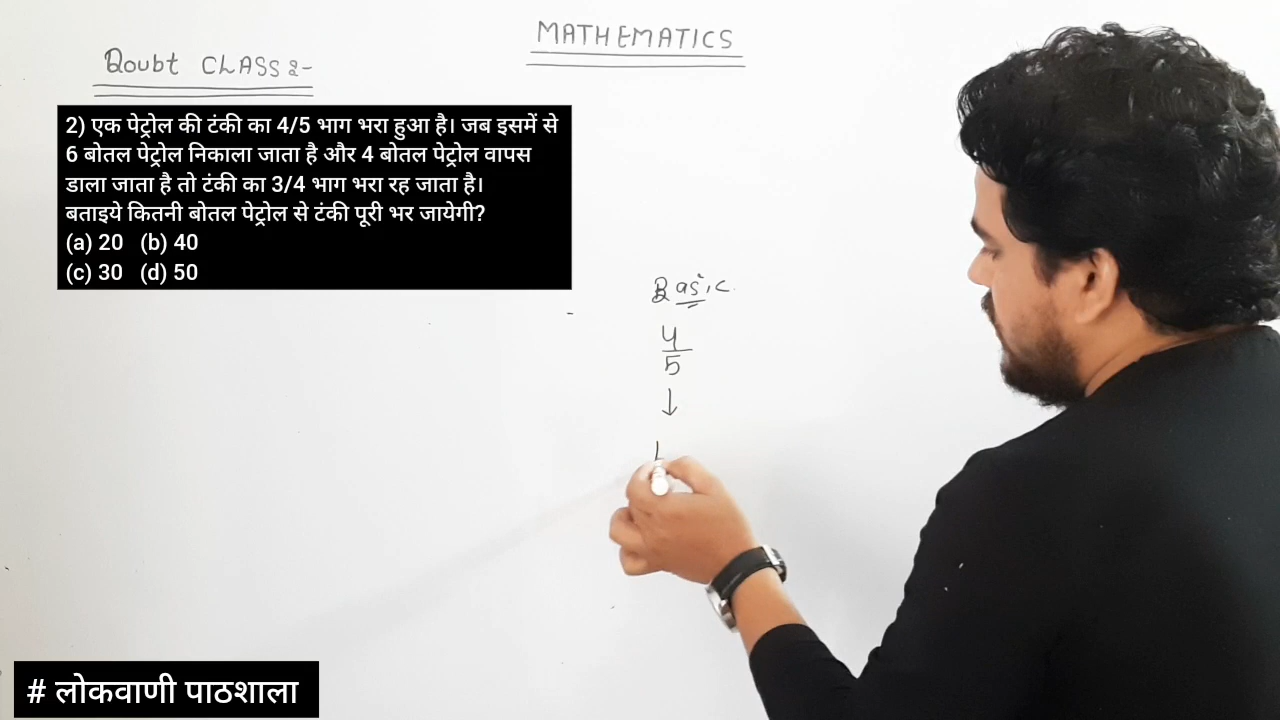 MATHEMATICS
Doubt CLASS 2-
2) एक पेट्रोल की टंकी का 4/5 भाग भरा हुआ है। जब इसमें से
6 बोतल पेट्रोल निकाला जाता है और 4 बोतल पेट्रोल वापस
डाला जाता है तो टंकी का 3/4 भाग भरा रह जाता है।
बताइये कितनी बोतल पेट्रोल से टंकी पूरी भर जायेगी?
(a) 20 (b) 40
(c) 30 (d) 50
Basic.
4
5
↓
# लोकवाणी पाठशाला